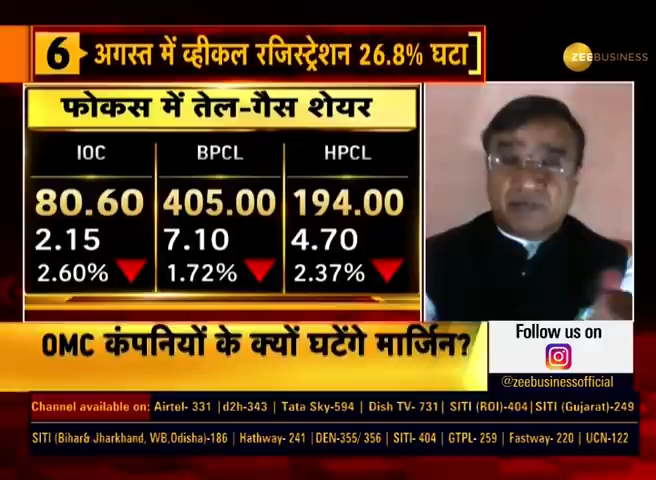 6 अगस्त में व्हीकल रजिस्ट्रेशन 26.8% घटा
ZEEBUSINESS
फोकस में तेल-गैस शेयर
IOC BPCL HPCL
80.60 405.00 194.00
2.15 7.10 4.70
2.60% 1.72% 2.37%
OMC कंपनियों के क्यों घटेंगे मार्जिन?
Follow us on
@zeebusinessofficial
Channel available on: Airtel- 331 |d2h-343 | Tata Sky-594 | Dish TV- 731| SITI (ROI)-404| SITI (Gujarat)-249
SITI (Bihar& Jharkhand, WB,Odisha)-186 | Hathway- 241 |DEN-355/ 356 | SITI- 404 | GTPL- 259 | Fastway- 220 | UCN-122